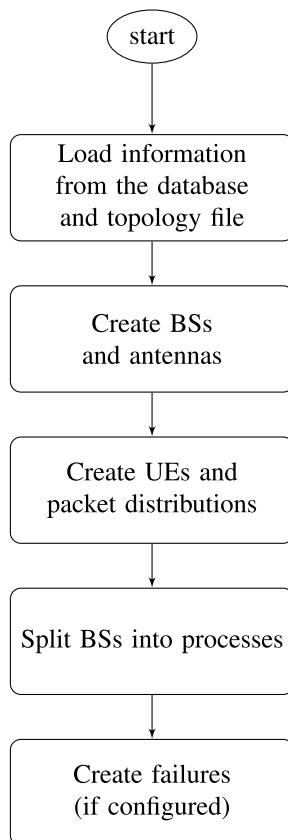 start
Load information
from the database
and topology file
Create BSs
and antennas
Create UEs and
packet distributions
Split BSs into processes
Create failures
(if configured)